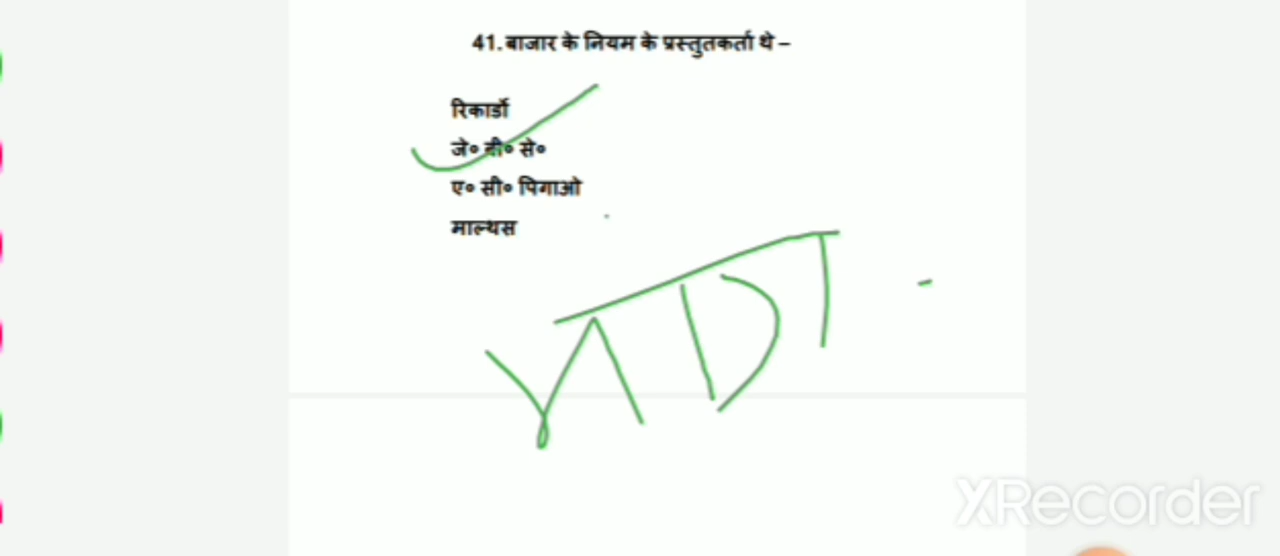 41. बाजार के नियम के प्रस्तुतकर्ता थे –
रिकार्डो
जे० वी० से०
ए० सी० पिगाओ
माल्थस
XRecorder